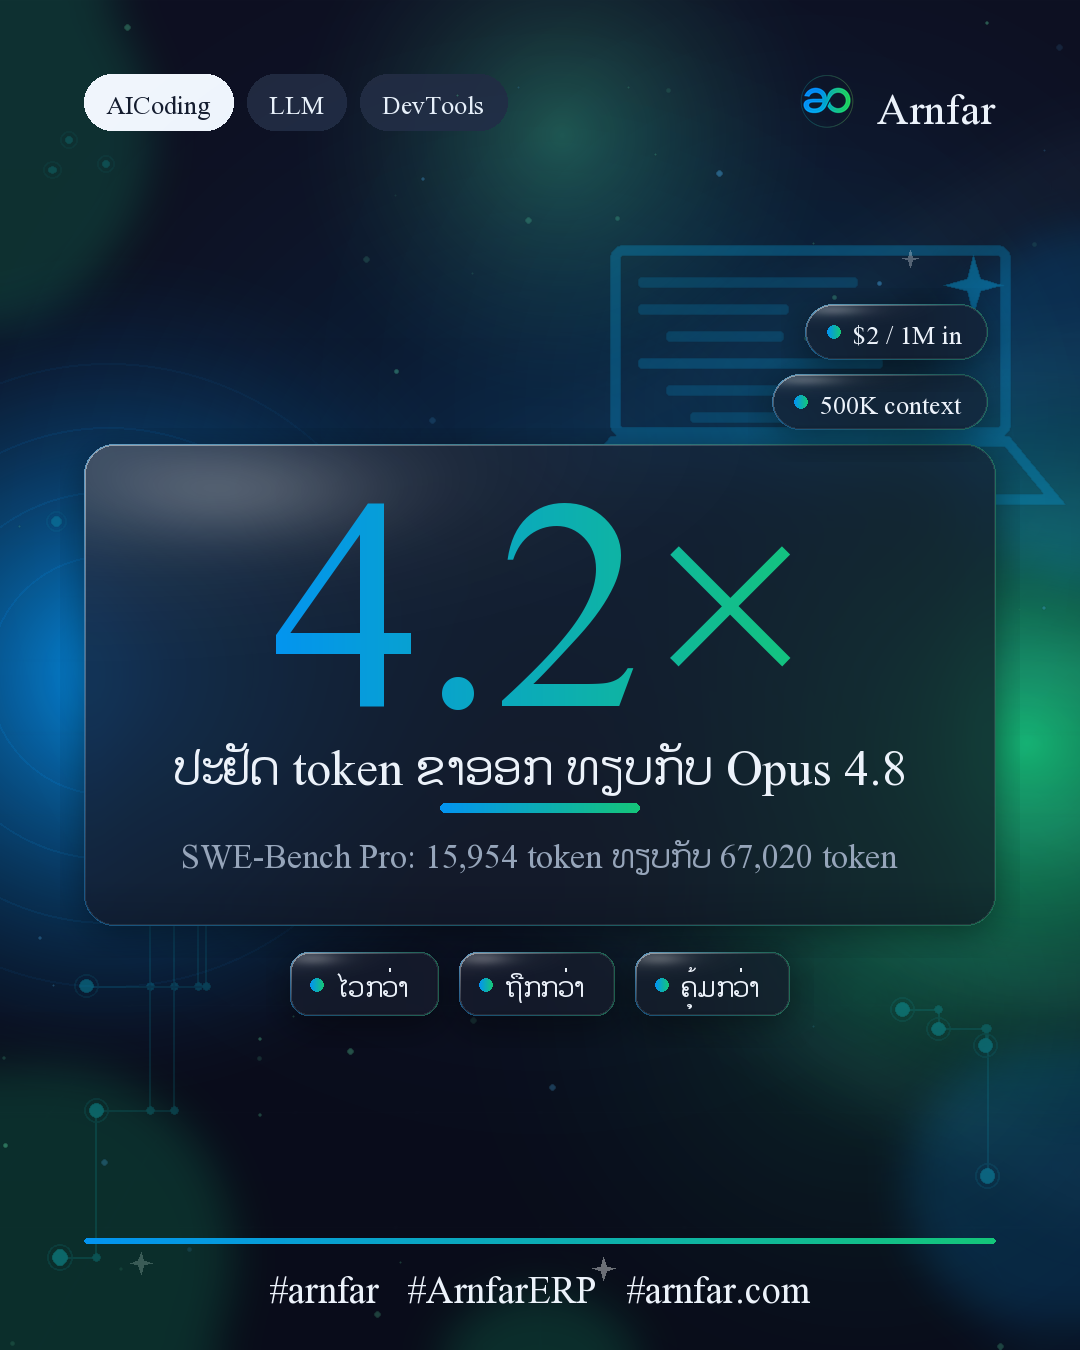 AICoding LLM DevTools
Arnfar
$2 / 1M in
500K context
4.2×
ປະຢັດ token ຂາອອກ ທຽບກັບ Opus 4.8
SWE-Bench Pro: 15,954 token ທຽບກັບ 67,020 token
ໄວກວ່າ ຖືກກວ່າ ຄຸ້ມກວ່າ
#arnfar #ArnfarERP #arnfar.com